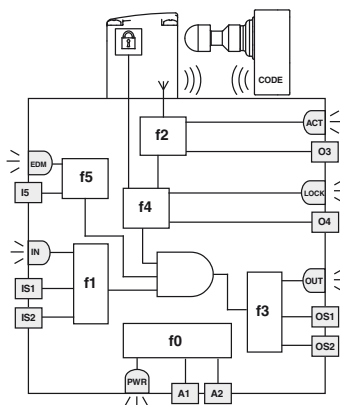 CODE
ACT
f2
O3
EDM
f5
I5
LOCK
f4
O4
IN
f1
OUT
IS1
f3
OS1
IS2
OS2
f0
PWR
A1
A2